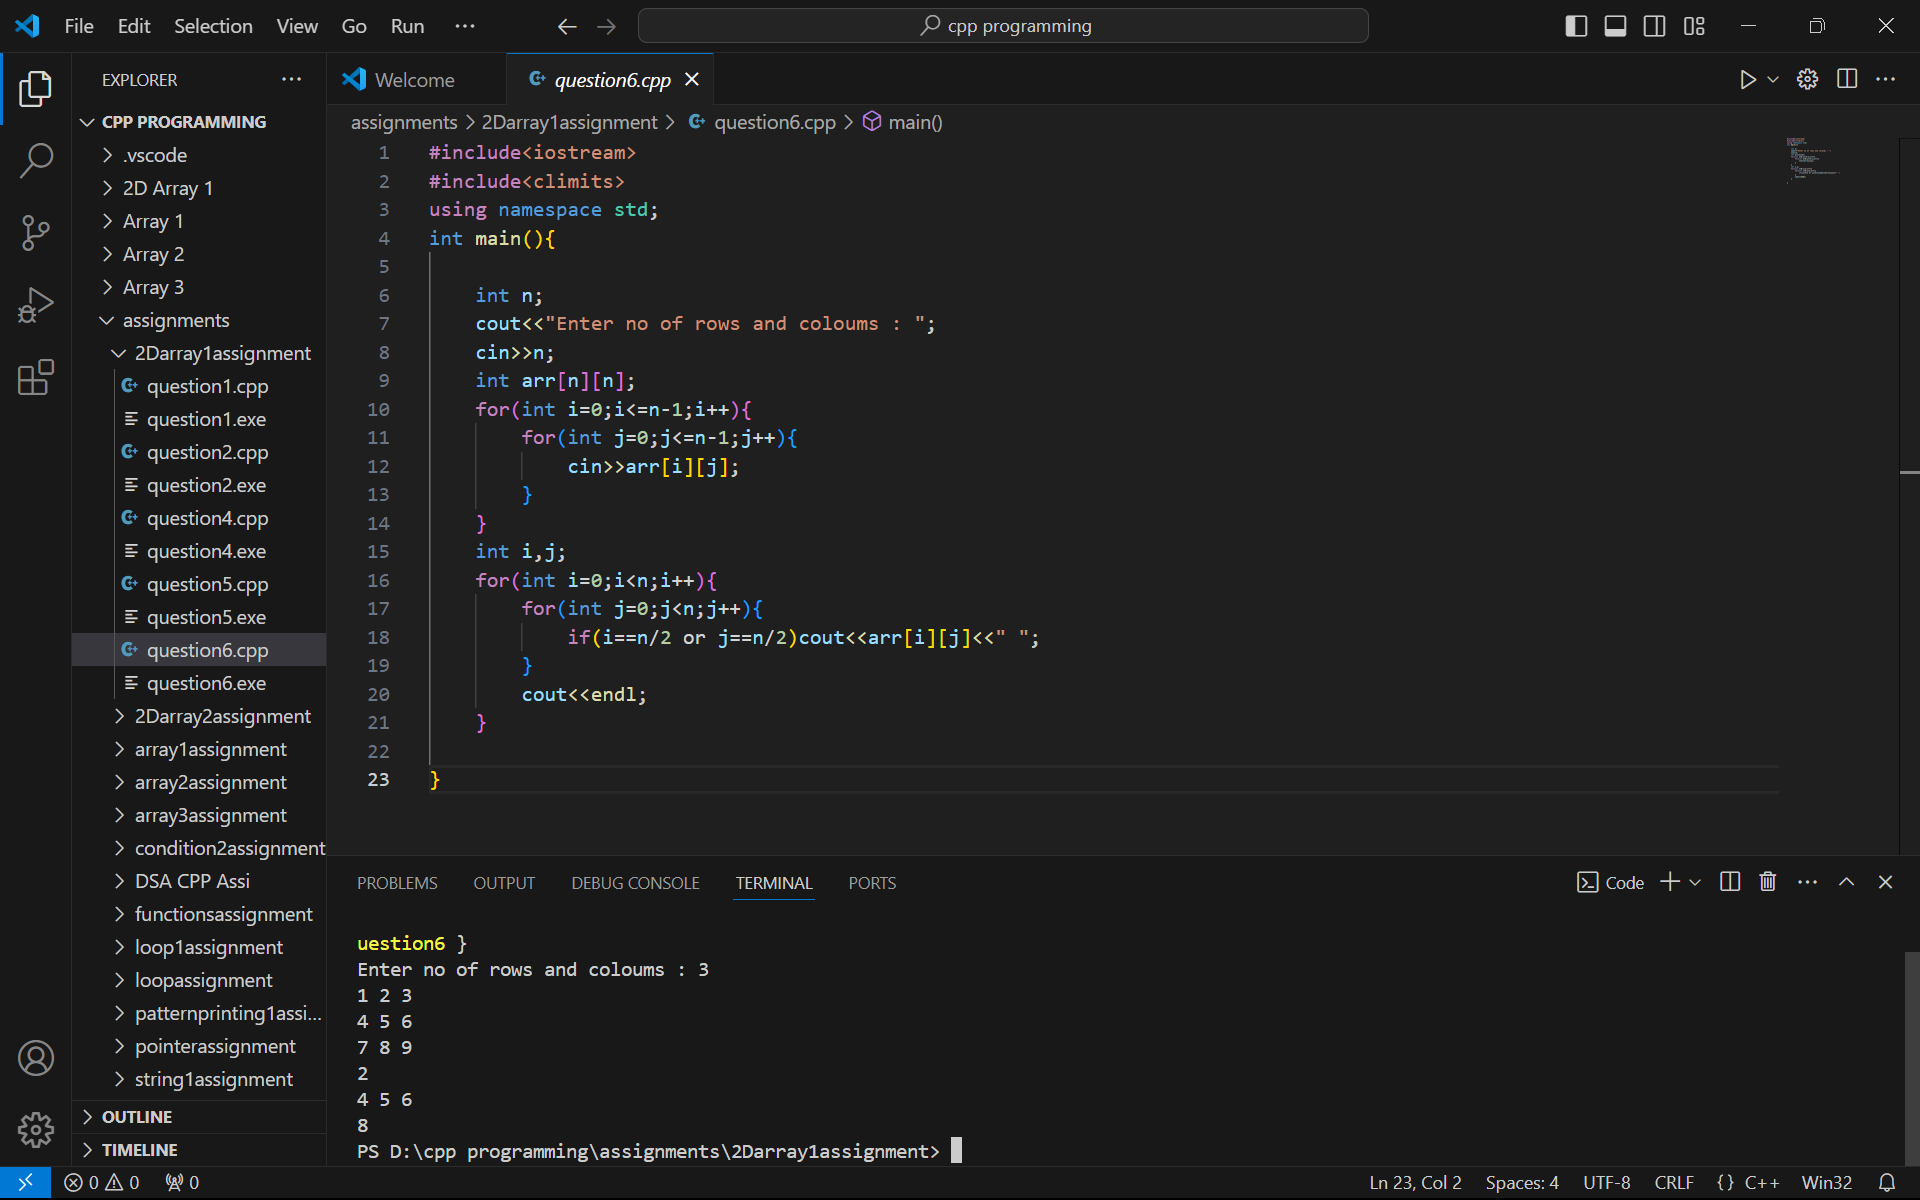 File Edit Selection View Go Run ···
cpp programming
EXPLORER
CPP PROGRAMMING
.vscode
2D Array 1
Array 1
Array 2
Array 3
assignments
2Darray1assignment
question1.cpp
question1.exe
question2.cpp
question2.exe
question4.cpp
question4.exe
question5.cpp
question5.exe
question6.cpp
question6.exe
2Darray2assignment
array1assignment
array2assignment
array3assignment
condition2assignment
DSA CPP Assi
functionsassignment
loop1assignment
loopassignment
patternprinting1assi...
pointerassignment
string1assignment
OUTLINE
TIMELINE
Welcome question6.cpp
assignments > 2Darray1assignment > question6.cpp > main()
1 #include<iostream>
2 #include<climits>
3 using namespace std;
4 int main(){
5
6 int n;
7 cout<<"Enter no of rows and coloums : ";
8 cin>>n;
9 int arr[n][n];
10 for(int i=0;i<=n-1;i++){
11 for(int j=0;j<=n-1;j++){
12 cin>>arr[i][j];
13 }
14 }
15 int i,j;
16 for(int i=0;i<n;i++){
17 for(int j=0;j<n;j++){
18 if(i==n/2 or j==n/2)cout<<arr[i][j]<<" ";
19 }
20 cout<<endl;
21 }
22
23 }
PROBLEMS OUTPUT DEBUG CONSOLE TERMINAL PORTS
Code
uestion6 }
Enter no of rows and coloums : 3
1 2 3
4 5 6
7 8 9
2
4 5 6
8
PS D:\cpp programming\assignments\2Darray1assignment>
0 0 0
Ln 23, Col 2 Spaces: 4 UTF-8 CRLF {} C++ Win32